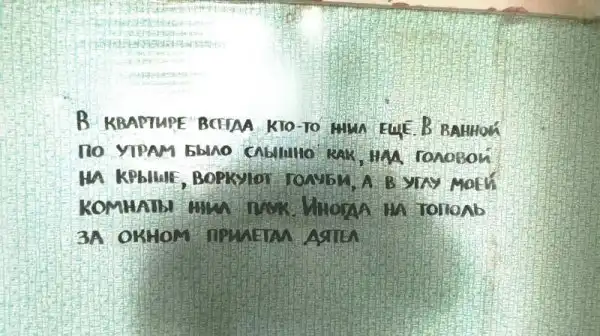 В КВАРТИРЕ ВСЕГДА КТО-ТО ЖИЛ ЕЩЁ. В ВАННОЙ
ПО УТРАМ БЫЛО СЛЫШНО КАК, НАД ГОЛОВОЙ
НА КРЫШЕ, ВОРКУЮТ ГОЛУБИ, А В УГЛУ МОЕЙ
КОМНАТЫ ЖИЛ ПАУК. ИНОГДА НА ТОПОЛЬ
ЗА ОКНОМ ПРИЛЕТАЛ ДЯТЕЛ